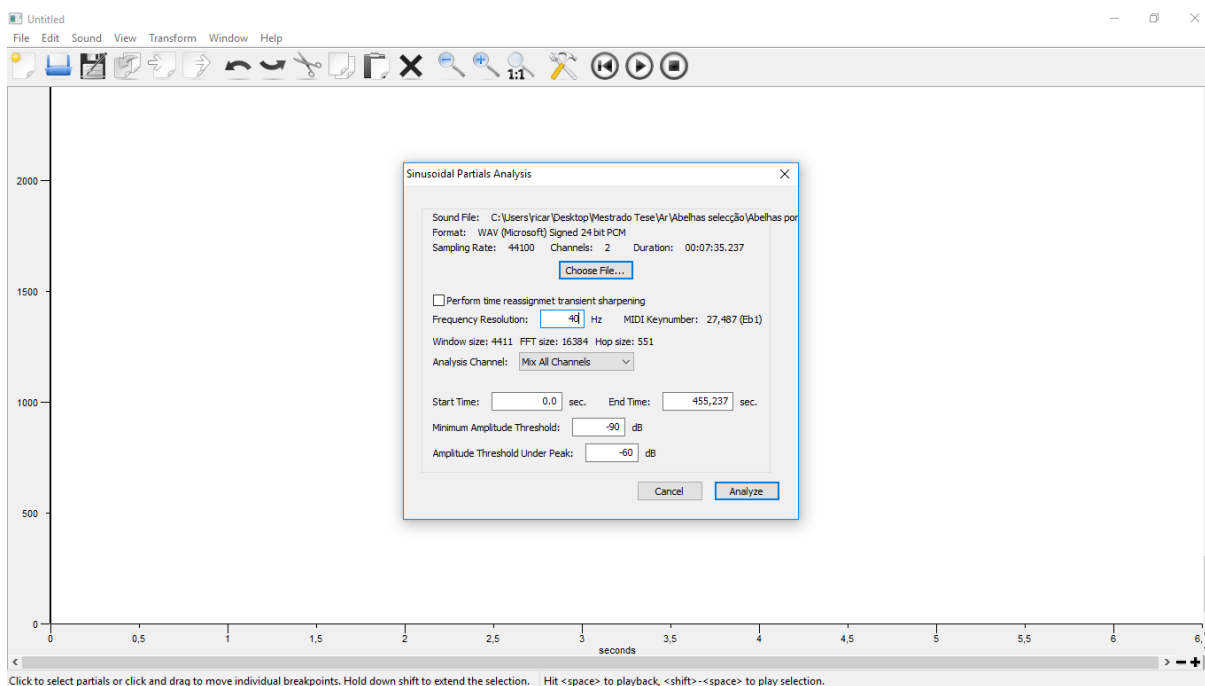 Untitled
File Edit Sound View Transform Window Help
1:1
2000
1500
1000
500
0
Sinusoidal Partials Analysis
Sound File: C:\Users\ricar\Desktop\Mestrado Tese\Ar\Abelhas selecção\Abelhas por
Format: WAV (Microsoft) Signed 24 bit PCM
Sampling Rate: 44100 Channels: 2 Duration: 00:07:35.237
Choose File...
Perform time reassignmet transient sharpening
Frequency Resolution: 40 Hz MIDI Keynumber: 27,487 (Eb1)
Window size: 4411 FFT size: 16384 Hop size: 551
Analysis Channel: Mix All Channels
Start Time: 0.0 sec. End Time: 455,237 sec.
Minimum Amplitude Threshold: -90 dB
Amplitude Threshold Under Peak: -60 dB
Cancel Analyze
0 0,5 1 1,5 2 2,5 3 3,5 4 4,5 5 5,5 6 6,
seconds
Click to select partials or click and drag to move individual breakpoints. Hold down shift to extend the selection. Hit <space> to playback, <shift>-<space> to play selection.